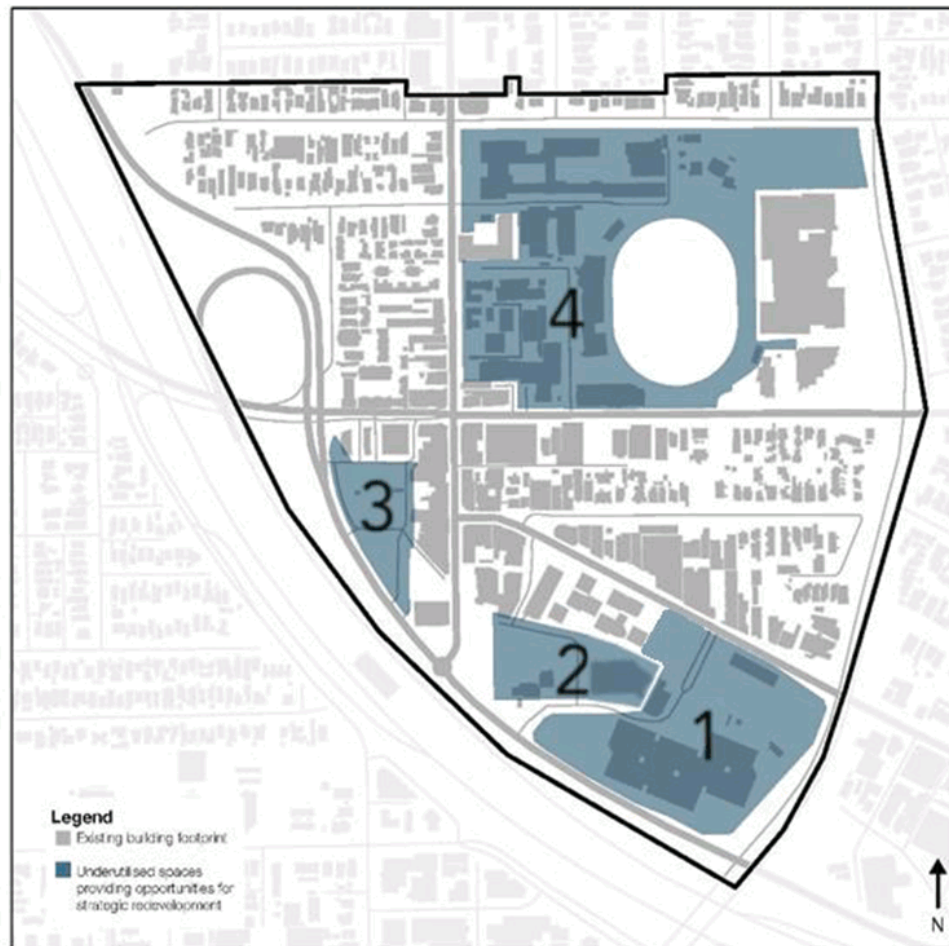 4
3
2
1
Legend
Existing building footprint
Underutilised spaces
providing opportunities for
strategic redevelopment
N